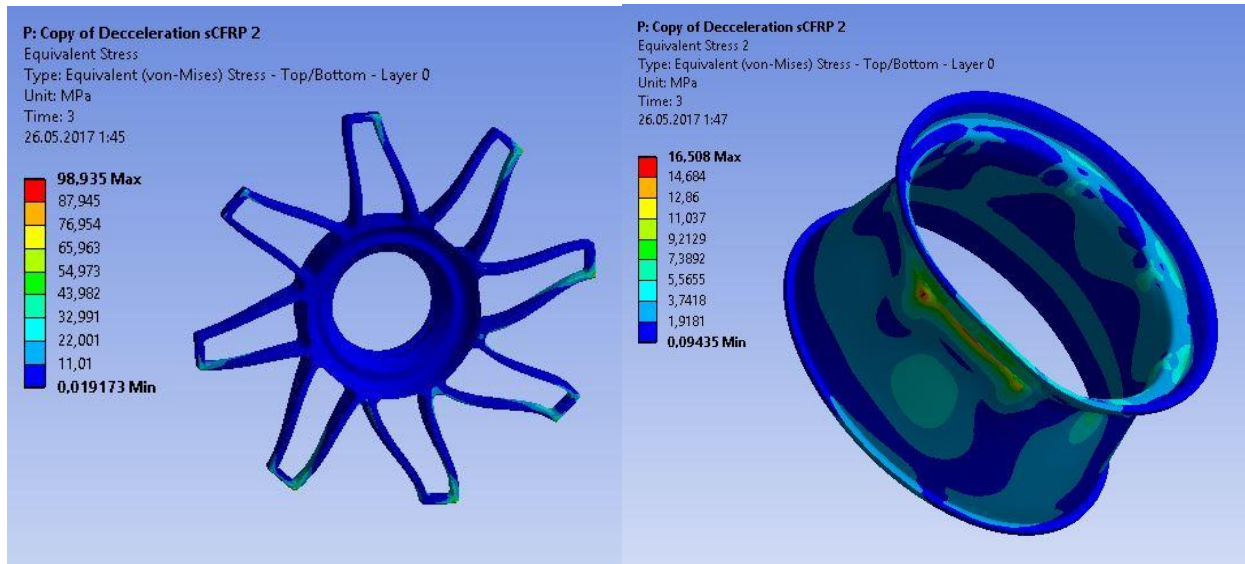 P: Copy of Decceleration sCFRP 2
Equivalent Stress
Type: Equivalent (von-Mises) Stress - Top/Bottom - Layer 0
Unit: MPa
Time: 3
26.05.2017 1:45
98,935 Max
87,945
76,954
65,963
54,973
43,982
32,991
22,001
11,01
0,019173 Min
P: Copy of Decceleration sCFRP 2
Equivalent Stress 2
Type: Equivalent (von-Mises) Stress - Top/Bottom - Layer 0
Unit: MPa
Time: 3
26.05.2017 1:47
16,508 Max
14,684
12,86
11,037
9,2129
7,3892
5,5655
3,7418
1,9181
0,09435 Min